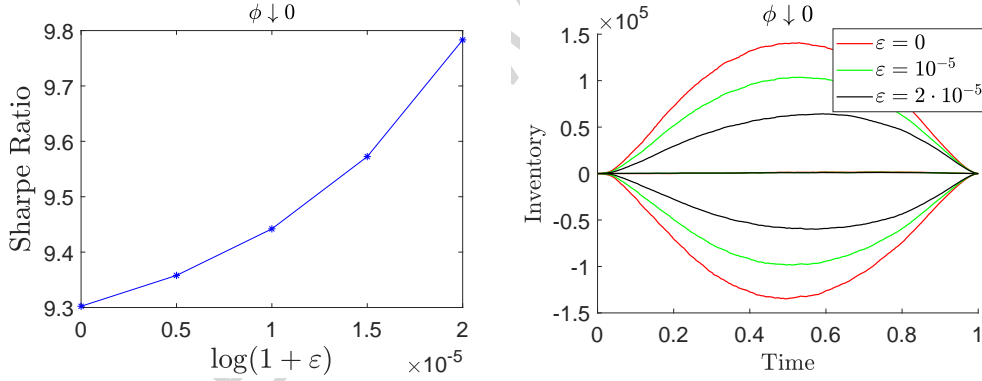 ϕ ↓ 0
9.8
9.7
9.6
9.5
9.4
9.3
Sharpe Ratio
0 0.5 1 1.5 2
log(1 + ε)
×10⁻⁵
ϕ ↓ 0
×10⁵
1.5
1
0.5
0
-0.5
-1
-1.5
Inventory
ε = 0
ε = 10⁻⁵
ε = 2 · 10⁻⁵
0 0.2 0.4 0.6 0.8 1
Time